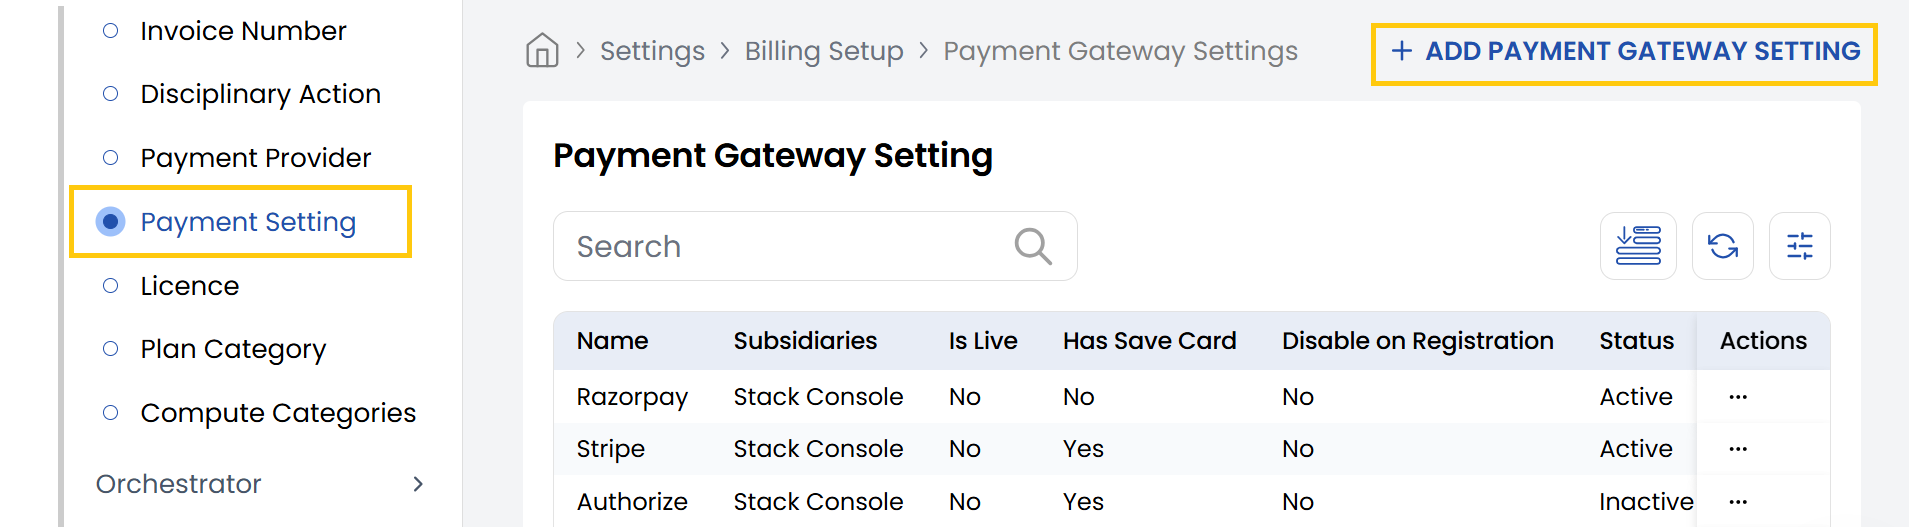 Invoice Number
Disciplinary Action
Payment Provider
Payment Setting
Licence
Plan Category
Compute Categories
Orchestrator
Settings > Billing Setup > Payment Gateway Settings
+ ADD PAYMENT GATEWAY SETTING
Payment Gateway Setting
Search
Name Subsidiaries Is Live Has Save Card Disable on Registration Status Actions
Razorpay Stack Console No No No Active ...
Stripe Stack Console No Yes No Active ...
Authorize Stack Console No Yes No Inactive ...